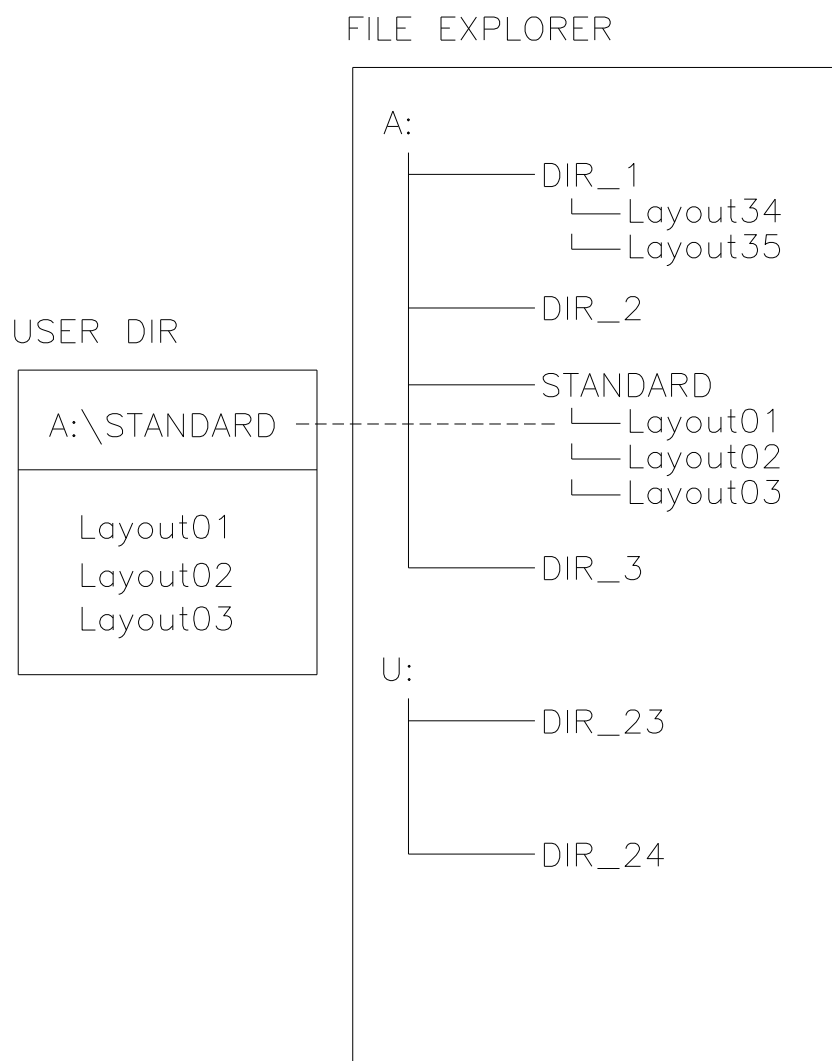 FILE EXPLORER
A:
DIR_1
Layout34
Layout35
DIR_2
STANDARD
Layout01
Layout02
Layout03
DIR_3
U:
DIR_23
DIR_24
USER DIR
A:\STANDARD
Layout01
Layout02
Layout03